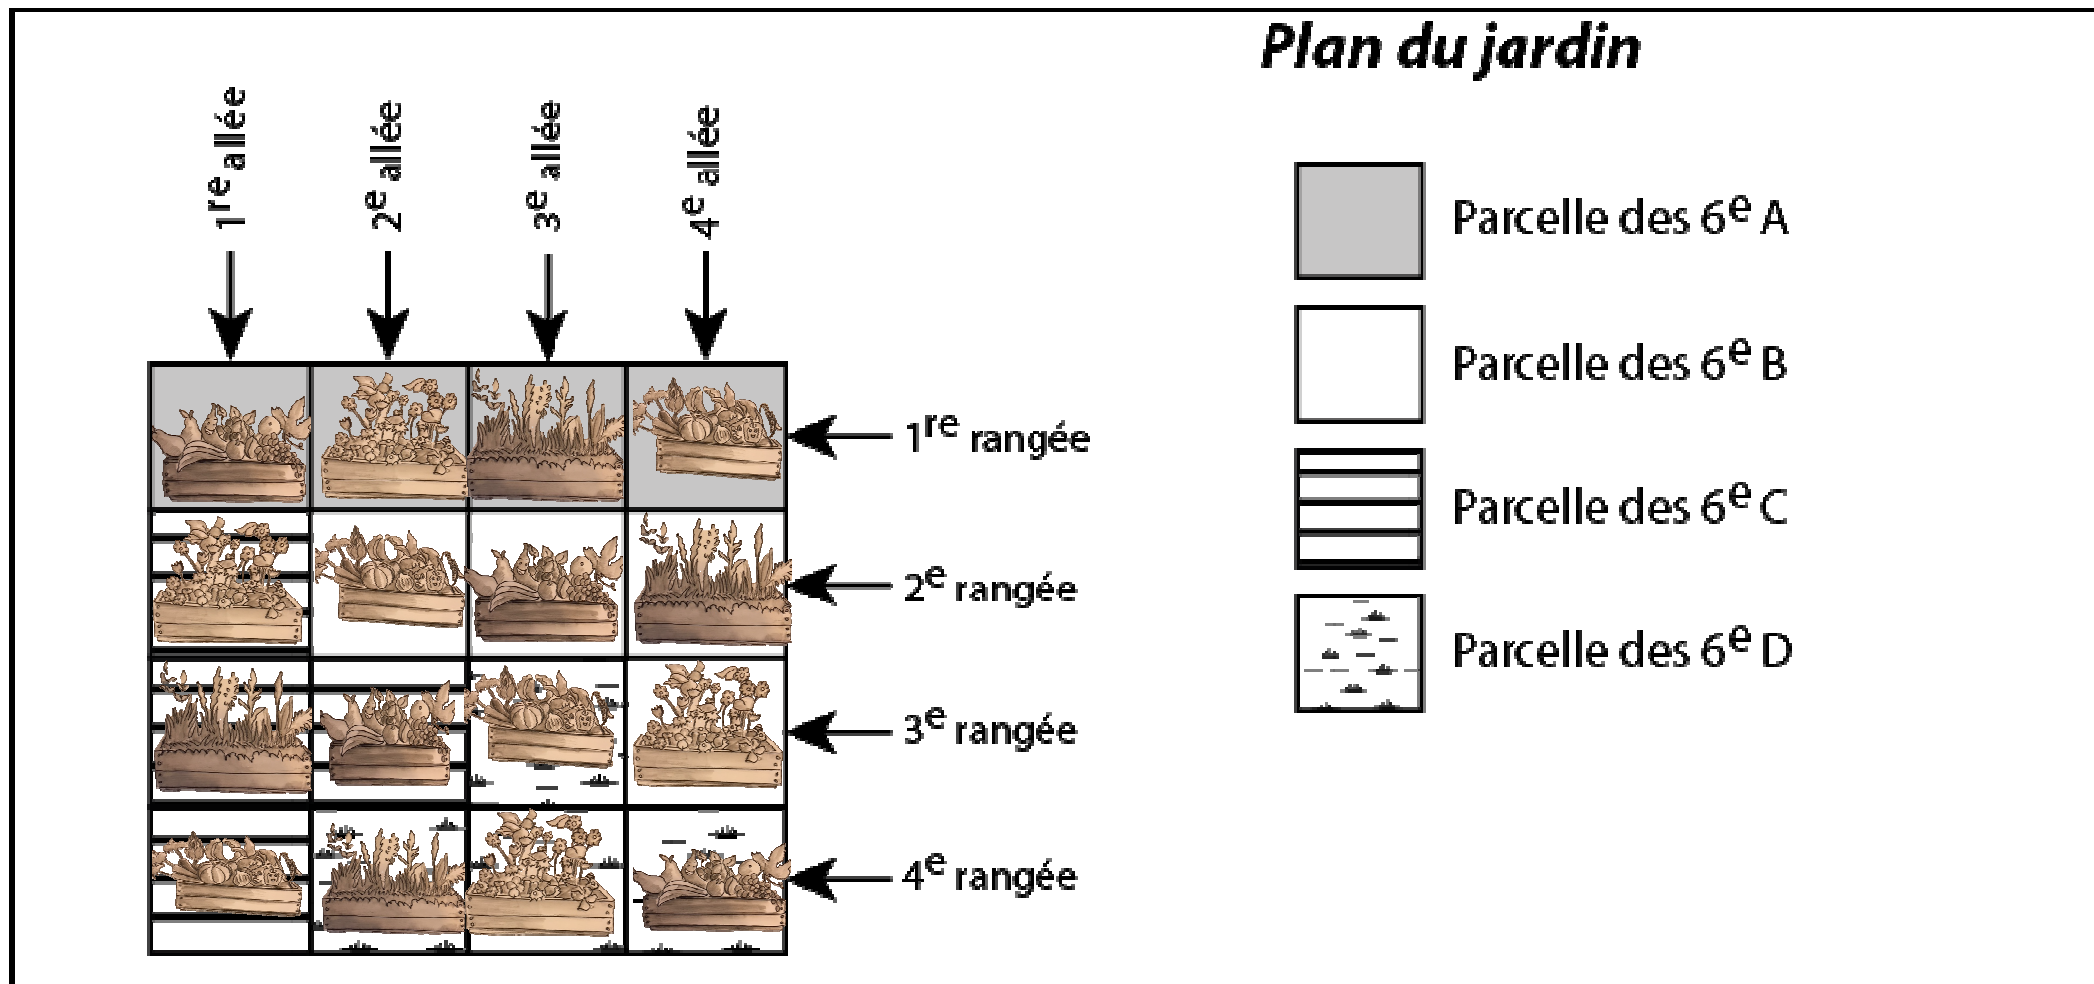 Plan du jardin
1re allée
2e allée
3e allée
4e allée
1re rangée
2e rangée
3e rangée
4e rangée
Parcelle des 6e A
Parcelle des 6e B
Parcelle des 6e C
Parcelle des 6e D